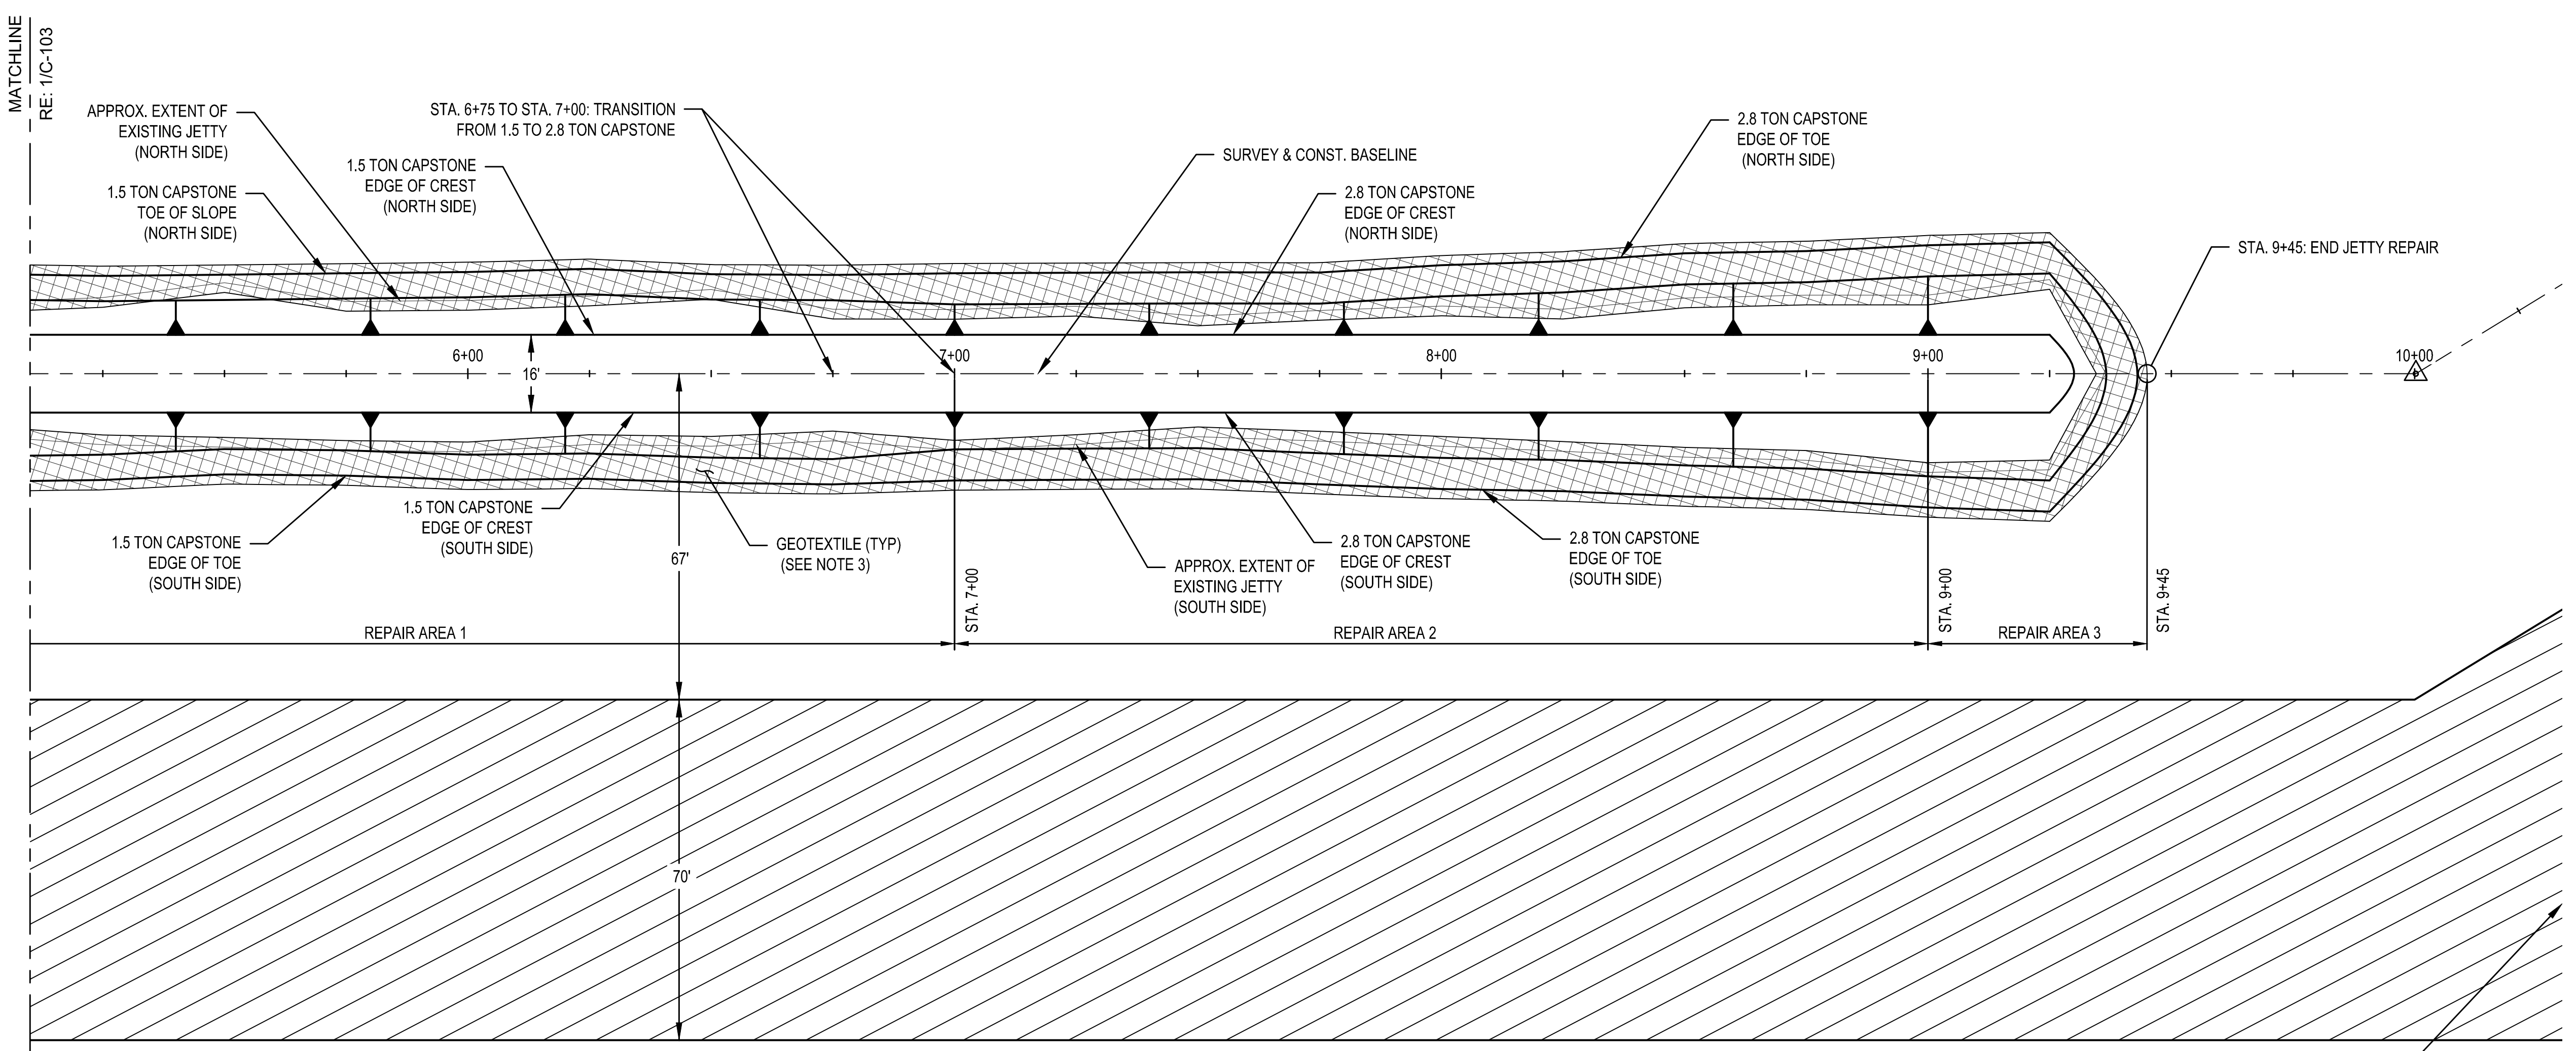 MATCHLINE
RE: 1/C-103
APPROX. EXTENT OF
EXISTING JETTY
(NORTH SIDE)
1.5 TON CAPSTONE
TOE OF SLOPE
(NORTH SIDE)
STA. 6+75 TO STA. 7+00: TRANSITION
FROM 1.5 TO 2.8 TON CAPSTONE
1.5 TON CAPSTONE
EDGE OF CREST
(NORTH SIDE)
SURVEY & CONST. BASELINE
2.8 TON CAPSTONE
EDGE OF CREST
(NORTH SIDE)
2.8 TON CAPSTONE
EDGE OF TOE
(NORTH SIDE)
STA. 9+45: END JETTY REPAIR
6+00
7+00
8+00
9+00
10+00
16'
1.5 TON CAPSTONE
EDGE OF TOE
(SOUTH SIDE)
1.5 TON CAPSTONE
EDGE OF CREST
(SOUTH SIDE)
67'
GEOTEXTILE (TYP)
(SEE NOTE 3)
STA. 7+00
APPROX. EXTENT OF
EXISTING JETTY
(SOUTH SIDE)
2.8 TON CAPSTONE
EDGE OF CREST
(SOUTH SIDE)
2.8 TON CAPSTONE
EDGE OF TOE
(SOUTH SIDE)
STA. 9+00
STA. 9+45
REPAIR AREA 1
REPAIR AREA 2
REPAIR AREA 3
70'